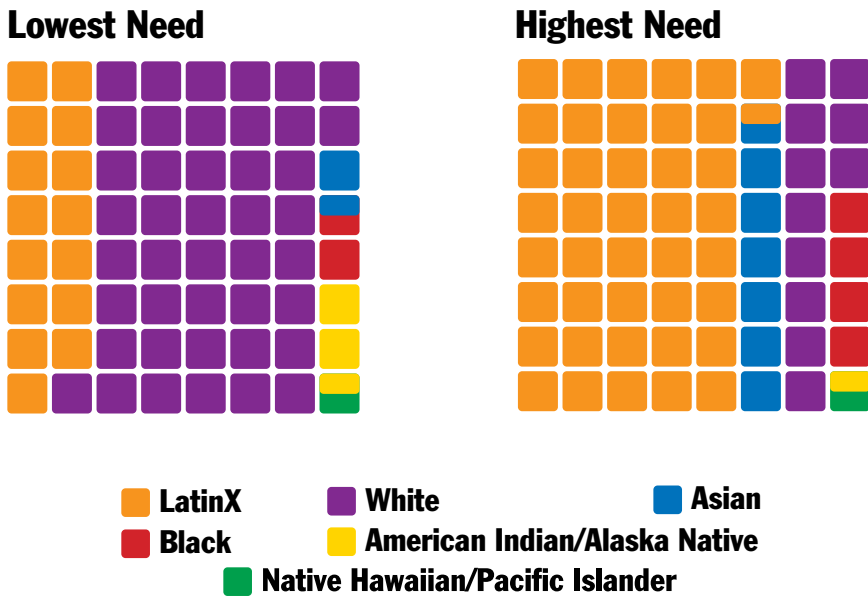 Lowest Need
Highest Need
LatinX
White
Asian
Black
American Indian/Alaska Native
Native Hawaiian/Pacific Islander